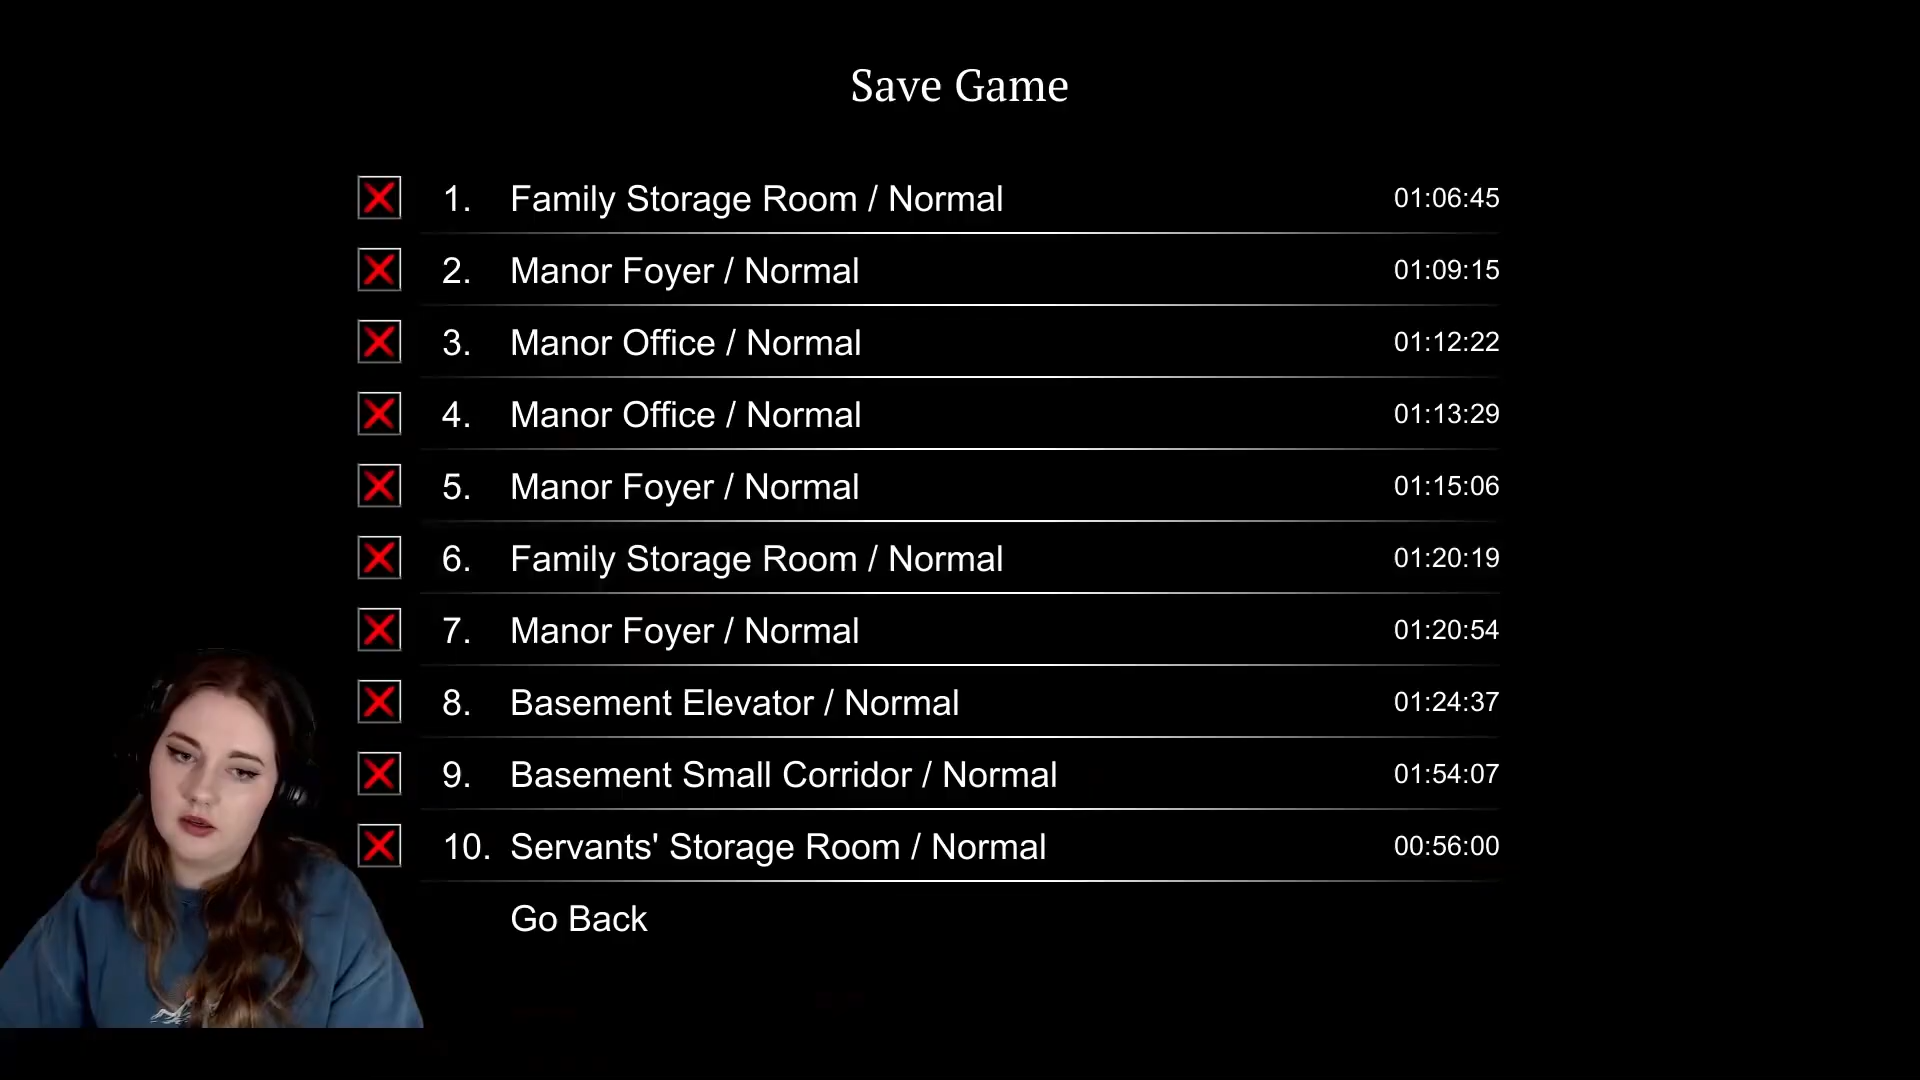 Save Game
1. Family Storage Room / Normal 01:06:45
2. Manor Foyer / Normal 01:09:15
3. Manor Office / Normal 01:12:22
4. Manor Office / Normal 01:13:29
5. Manor Foyer / Normal 01:15:06
6. Family Storage Room / Normal 01:20:19
7. Manor Foyer / Normal 01:20:54
8. Basement Elevator / Normal 01:24:37
9. Basement Small Corridor / Normal 01:54:07
10. Servants' Storage Room / Normal 00:56:00
Go Back